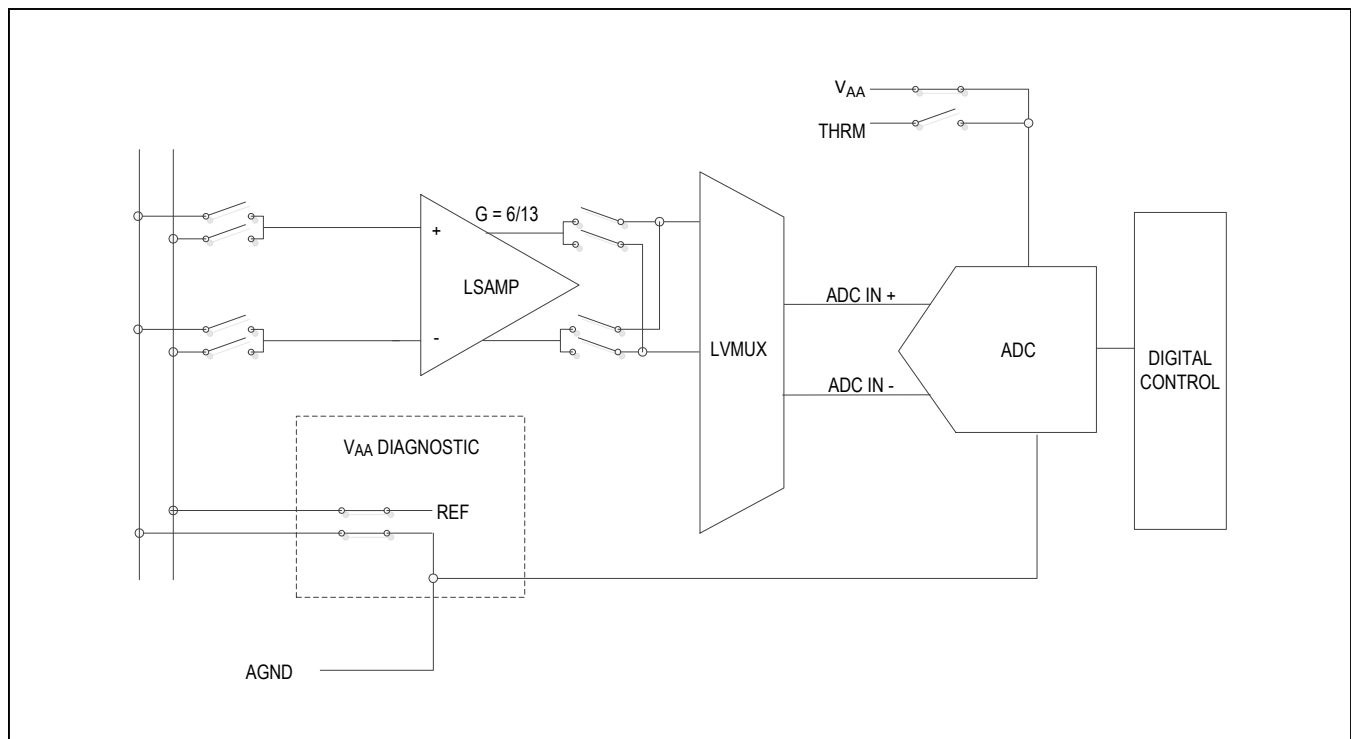 VAA
THRM
G = 6/13
+
LSAMP
-
LVMUX
ADC IN +
ADC IN -
ADC
DIGITAL
CONTROL
VAA DIAGNOSTIC
REF
AGND